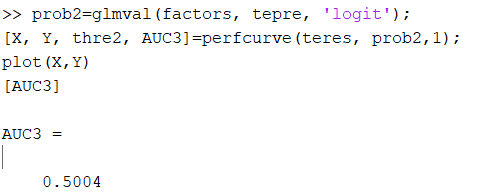 >> prob2=glmval(factors, tepre, 'logit');
[X, Y, thre2, AUC3]=perfcurve(teres, prob2,1);
plot(X,Y)
[AUC3]
AUC3 =
0.5004